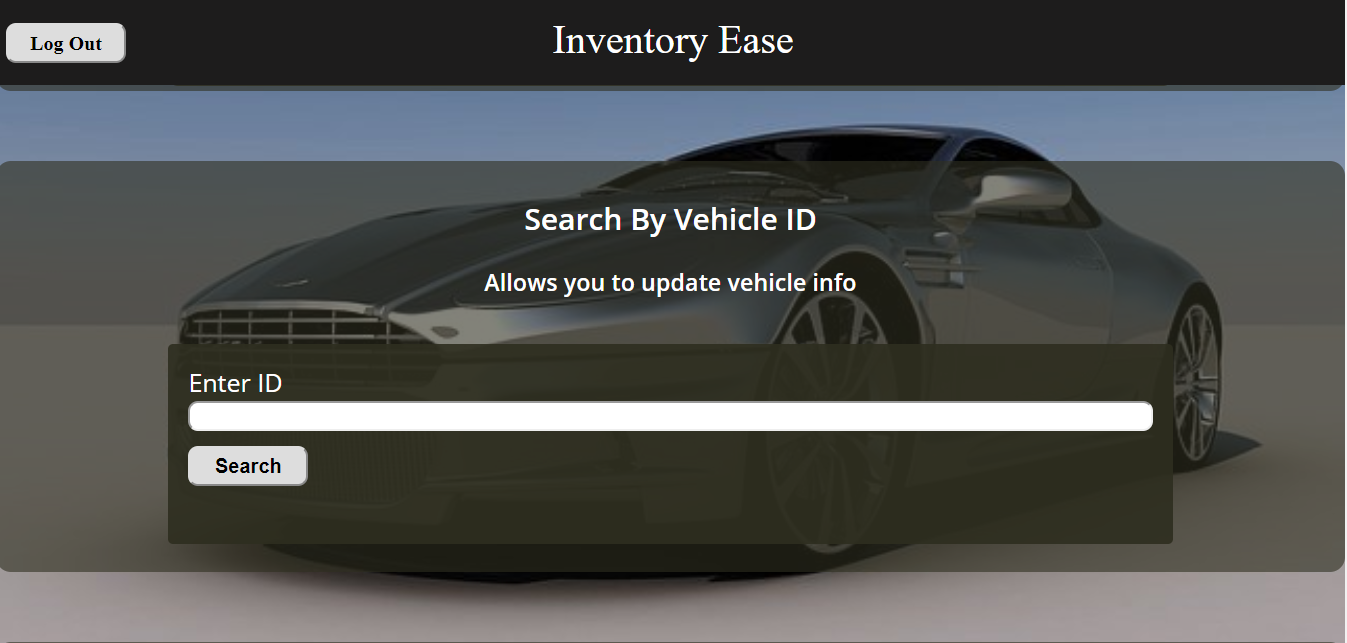 Log Out
Inventory Ease
Search By Vehicle ID
Allows you to update vehicle info
Enter ID
Search